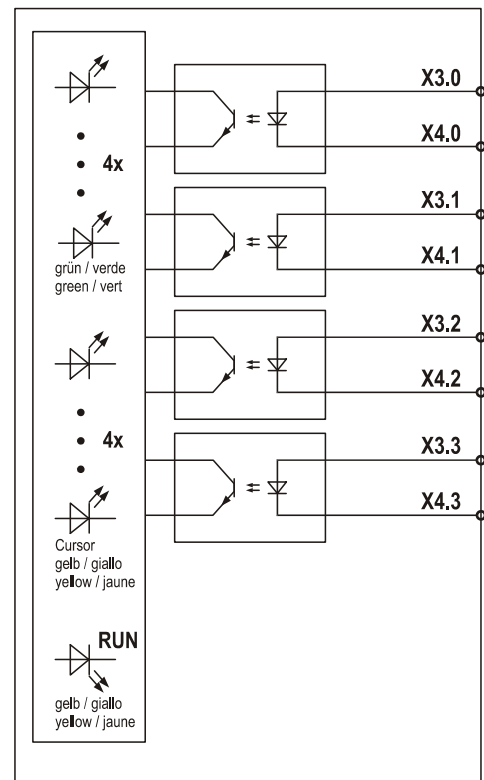 X3.0
X4.0
4x
X3.1
X4.1
grün / verde
green / vert
X3.2
X4.2
4x
X3.3
X4.3
Cursor
gelb / giallo
yellow / jaune
RUN
gelb / giallo
yellow / jaune